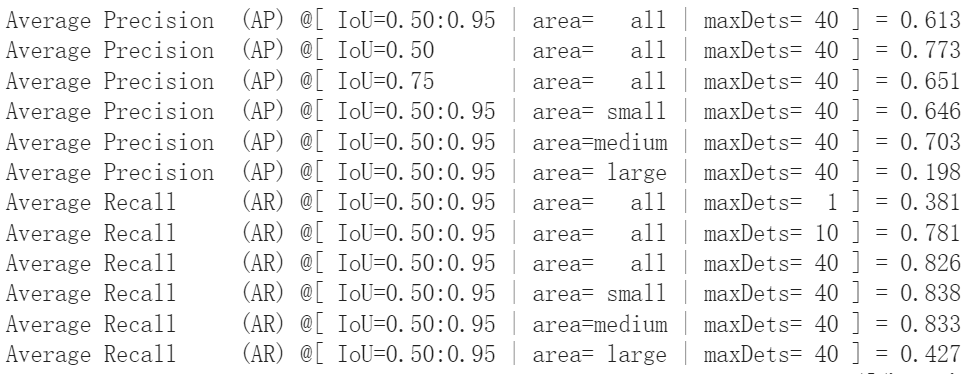 Average Precision  (AP) @[ IoU=0.50:0.95 | area=   all | maxDets= 40 ] = 0.613
Average Precision  (AP) @[ IoU=0.50      | area=   all | maxDets= 40 ] = 0.773
Average Precision  (AP) @[ IoU=0.75      | area=   all | maxDets= 40 ] = 0.651
Average Precision  (AP) @[ IoU=0.50:0.95 | area= small | maxDets= 40 ] = 0.646
Average Precision  (AP) @[ IoU=0.50:0.95 | area=medium | maxDets= 40 ] = 0.703
Average Precision  (AP) @[ IoU=0.50:0.95 | area= large | maxDets= 40 ] = 0.198
Average Recall     (AR) @[ IoU=0.50:0.95 | area=   all | maxDets=  1 ] = 0.381
Average Recall     (AR) @[ IoU=0.50:0.95 | area=   all | maxDets= 10 ] = 0.781
Average Recall     (AR) @[ IoU=0.50:0.95 | area=   all | maxDets= 40 ] = 0.826
Average Recall     (AR) @[ IoU=0.50:0.95 | area= small | maxDets= 40 ] = 0.838
Average Recall     (AR) @[ IoU=0.50:0.95 | area=medium | maxDets= 40 ] = 0.833
Average Recall     (AR) @[ IoU=0.50:0.95 | area= large | maxDets= 40 ] = 0.427